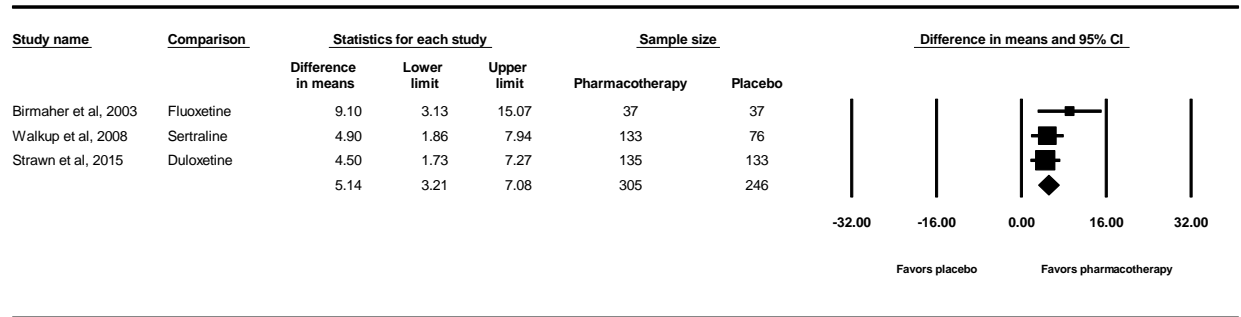 Study name Comparison Statistics for each study Sample size Difference in means and 95% CI
Difference in means Lower limit Upper limit Pharmacotherapy Placebo
Birmaher et al, 2003 Fluoxetine 9.10 3.13 15.07 37 37
Walkup et al, 2008 Sertraline 4.90 1.86 7.94 133 76
Strawn et al, 2015 Duloxetine 4.50 1.73 7.27 135 133
5.14 3.21 7.08 305 246
-32.00 -16.00 0.00 16.00 32.00
Favors placebo Favors pharmacotherapy